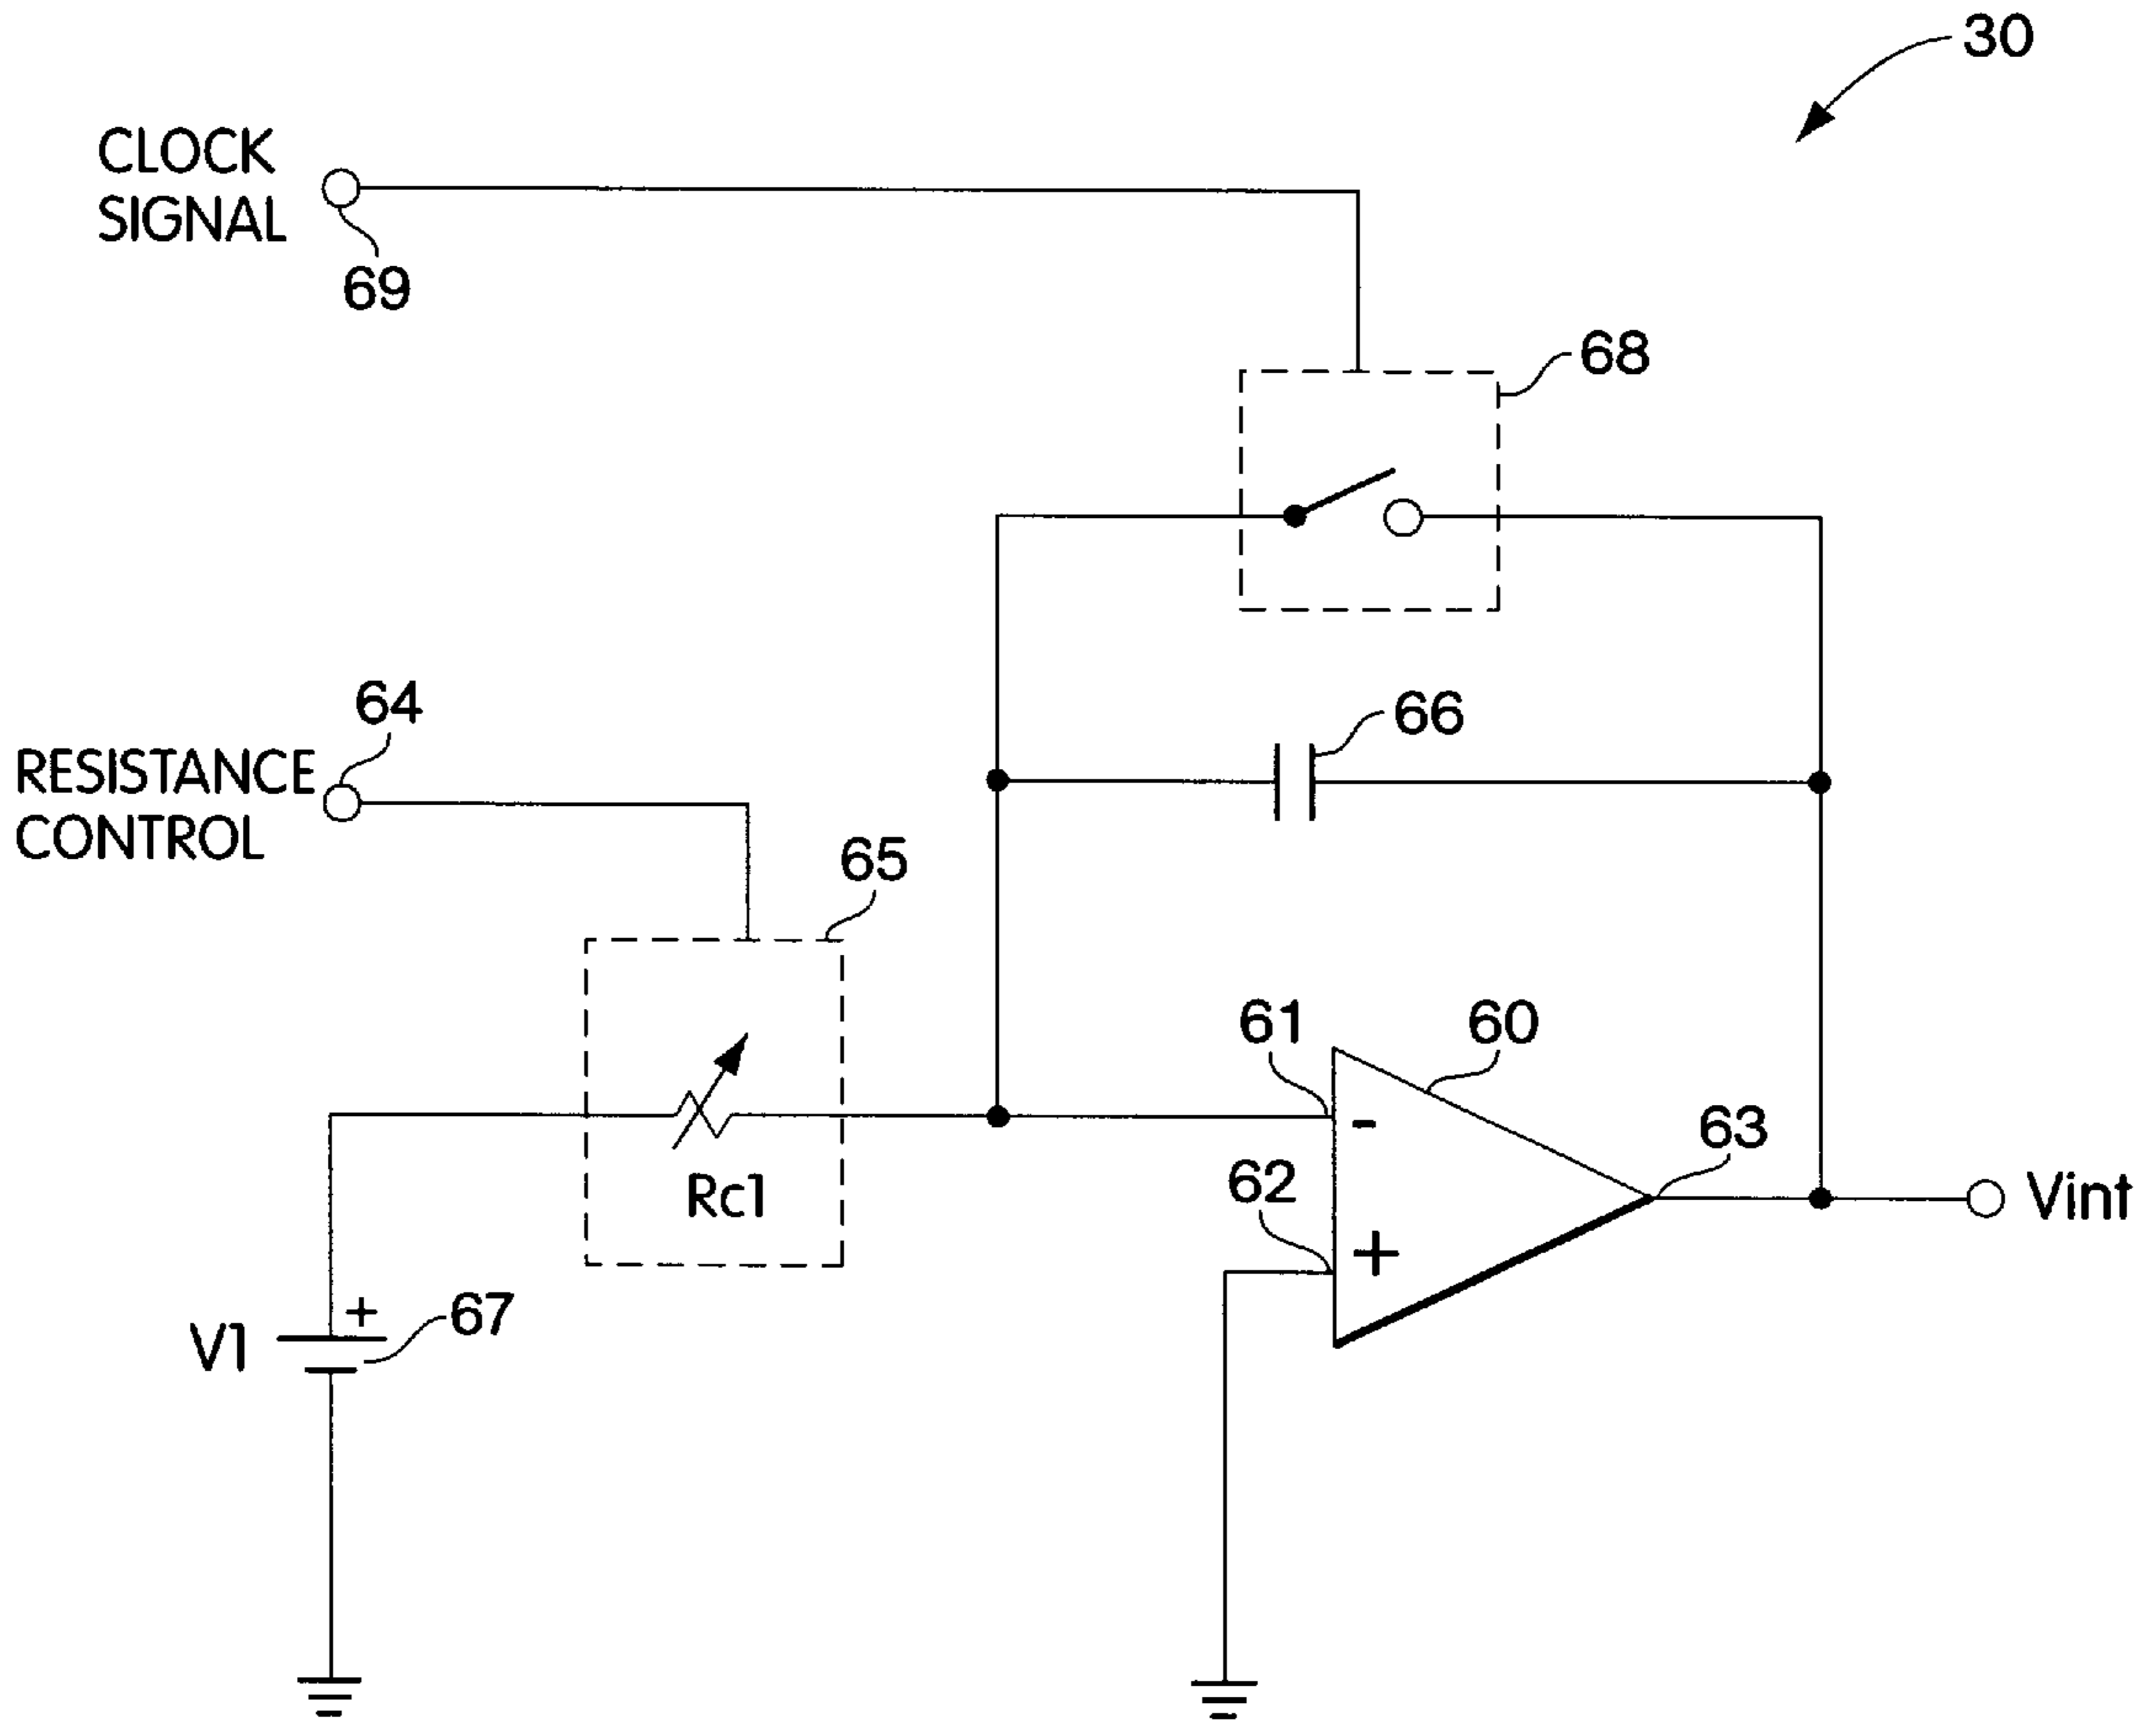 30
CLOCK
SIGNAL
69
68
64
66
RESISTANCE
CONTROL
65
61
60
63
62
Rc1
Vint
-
+
+
67
V1